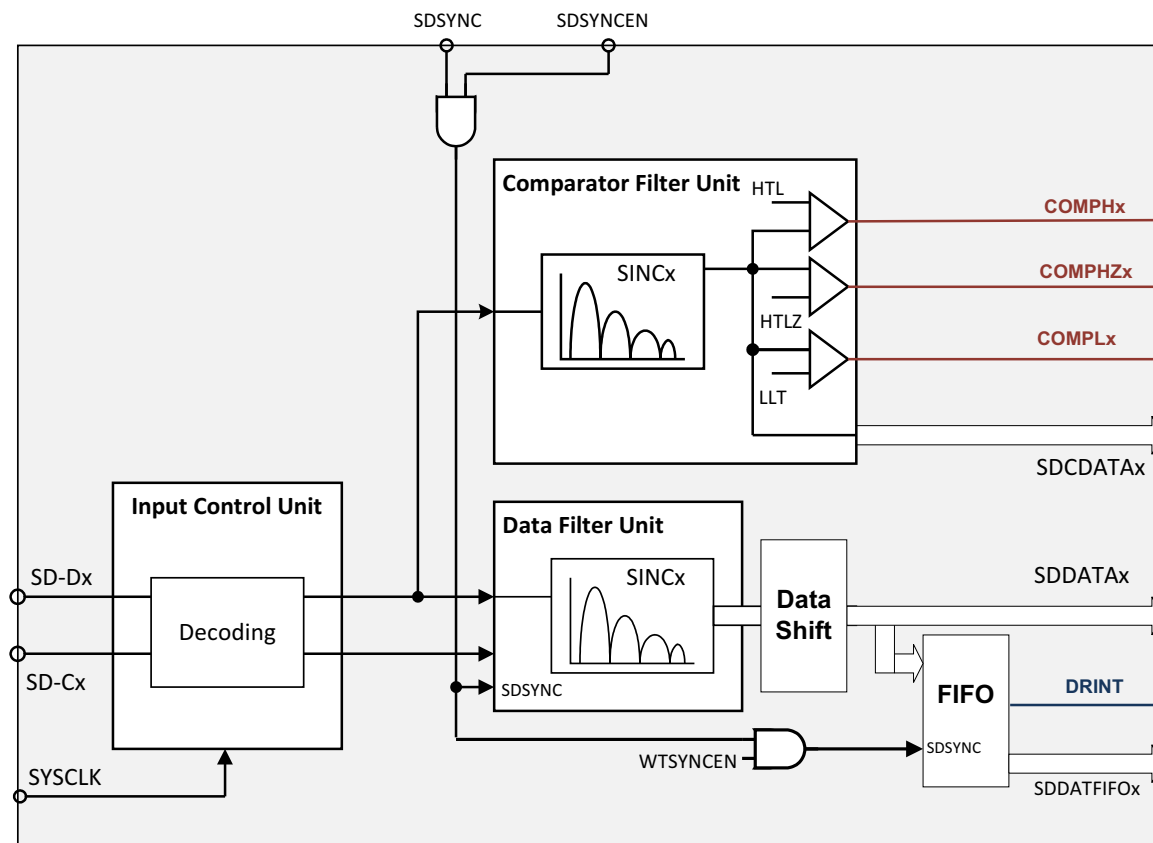 SDSYNC
SDSYNCEN
Comparator Filter Unit
HTL
COMPHx
SINCx
COMPHZx
HTLZ
COMPLx
LLT
SDCDATAx
Input Control Unit
Data Filter Unit
SD-Dx
SINCx
SDDATAx
Decoding
Data
Shift
SD-Cx
SDSYNC
FIFO
DRINT
SDSYNC
WTSYNCEN
SYSCLK
SDDATFIFOx